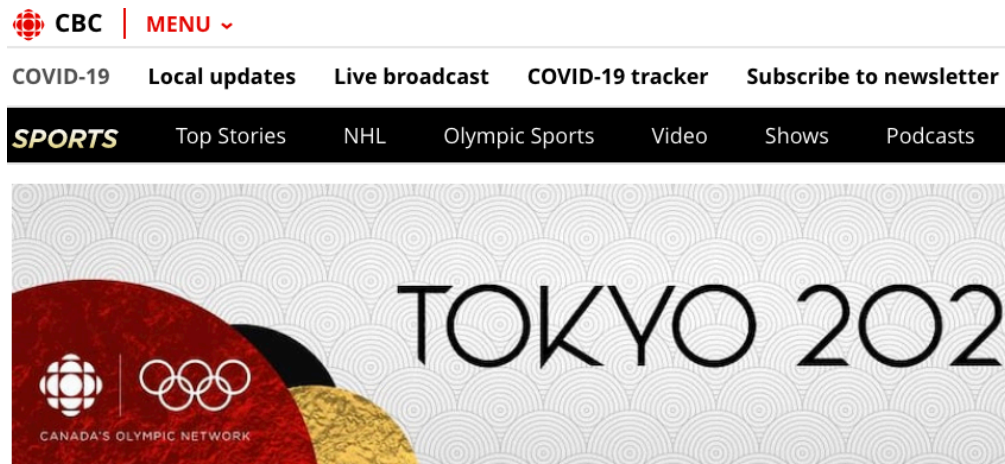 CBC MENU
COVID-19 Local updates Live broadcast COVID-19 tracker Subscribe to newsletter
SPORTS Top Stories NHL Olympic Sports Video Shows Podcasts
TOKYO 202
CANADA'S OLYMPIC NETWORK